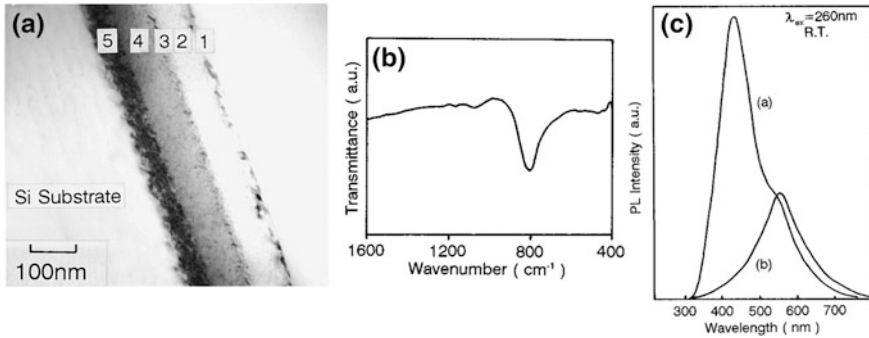 (a)
5 4 3 2 1
Si Substrate
100nm
(b)
Transmittance ( a.u.)
1600 1200 800 400
Wavenumber ( cm⁻¹ )
(c)
λex=260nm
R.T.
(a)
(b)
PL Intensity ( a.u.)
300 400 500 600 700
Wavelength ( nm )